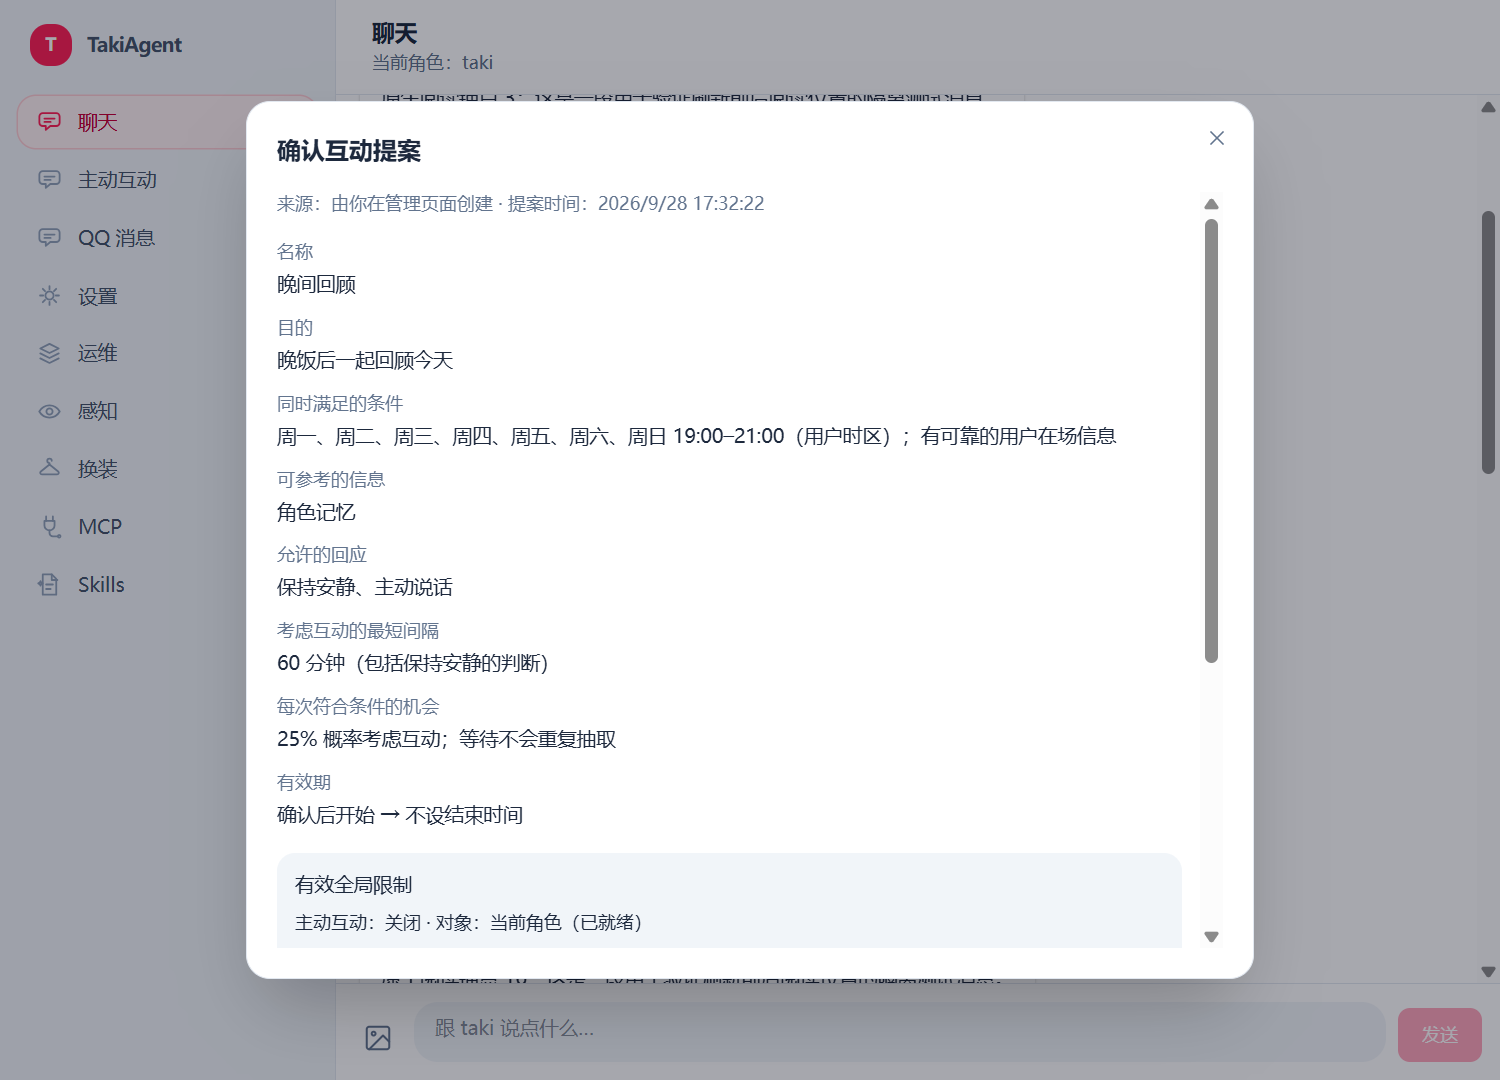 T
TakiAgent
聊天
主动互动
QQ 消息
设置
运维
感知
换装
MCP
Skills
聊天
当前角色：taki
确认互动提案
来源：由你在管理页面创建 · 提案时间：2026/9/28 17:32:22
名称
晚间回顾
目的
晚饭后一起回顾今天
同时满足的条件
周一、周二、周三、周四、周五、周六、周日 19:00–21:00（用户时区）；有可靠的用户在场信息
可参考的信息
角色记忆
允许的回应
保持安静、主动说话
考虑互动的最短间隔
60 分钟（包括保持安静的判断）
每次符合条件的机会
25% 概率考虑互动；等待不会重复抽取
有效期
确认后开始 → 不设结束时间
有效全局限制
主动互动：关闭 · 对象：当前角色（已就绪）
跟 taki 说点什么...
发送